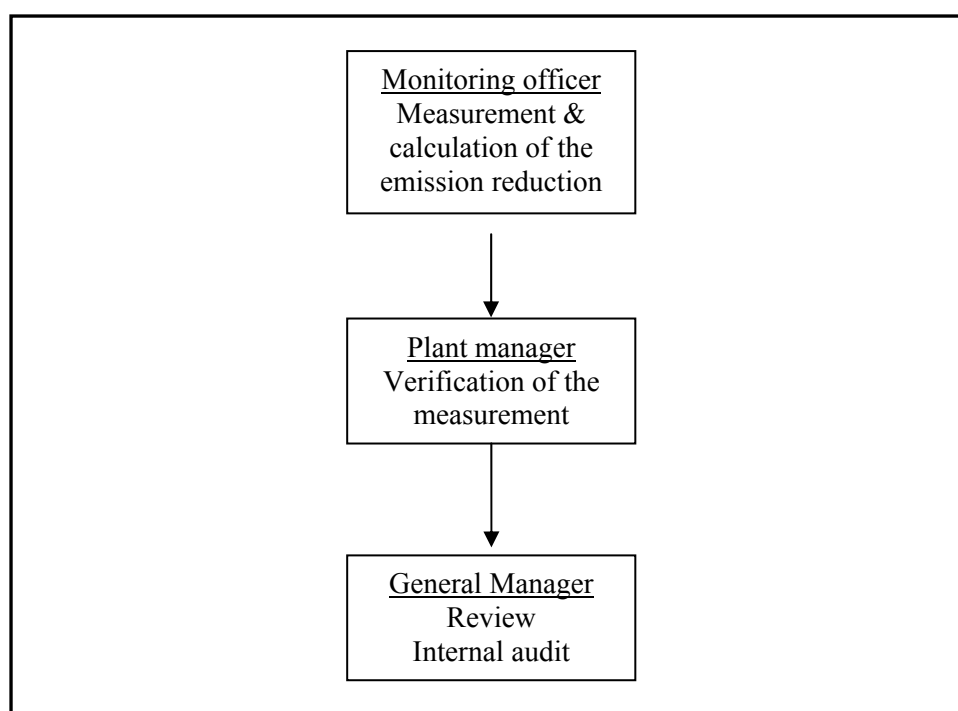 Monitoring officer
Measurement &
calculation of the
emission reduction
Plant manager
Verification of the
measurement
General Manager
Review
Internal audit